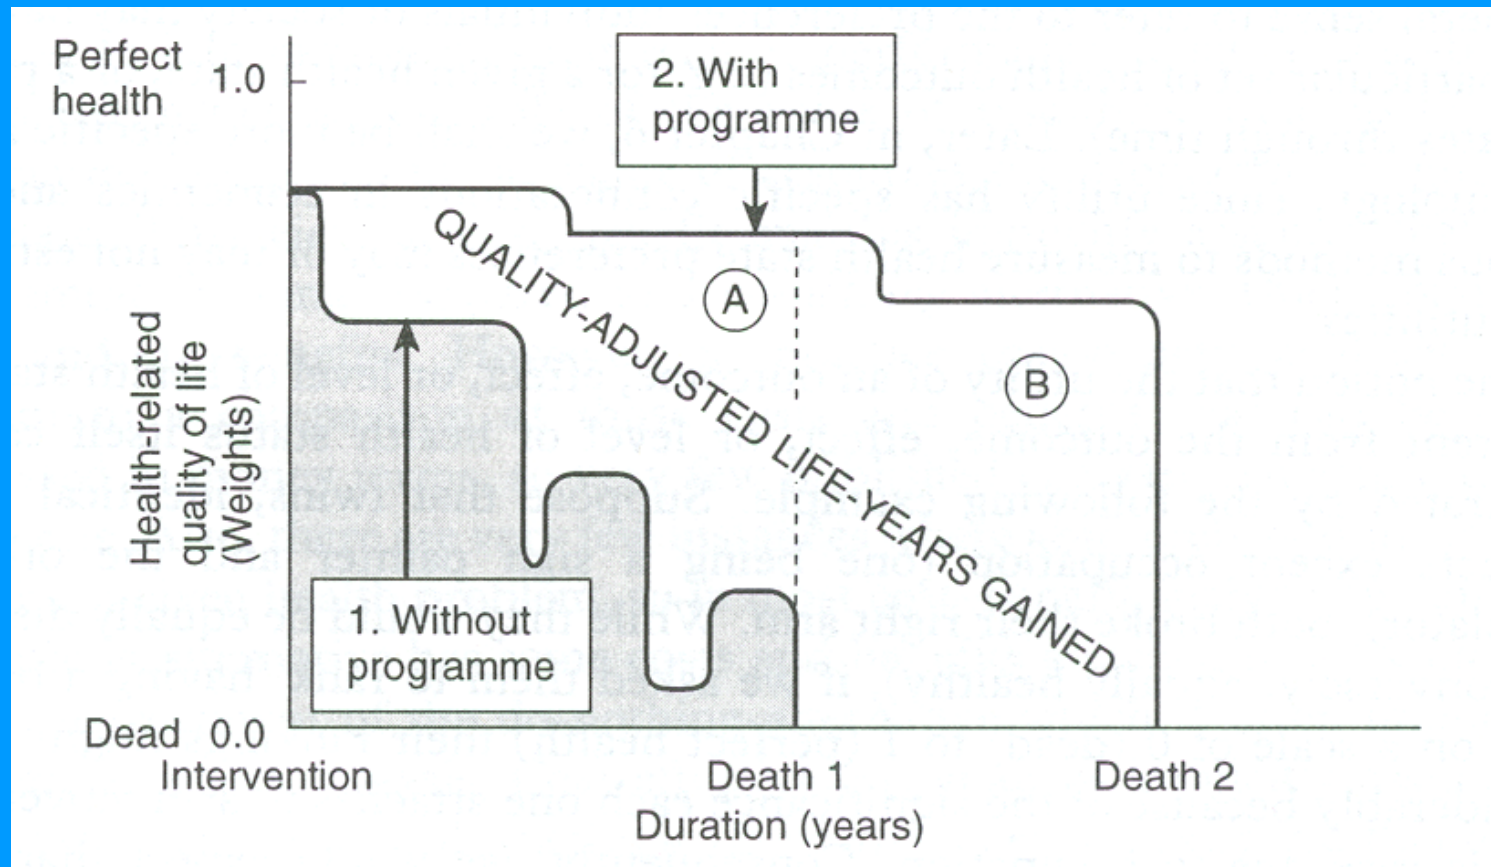 Perfect
health
1.0
2. With
programme
QUALITY-ADJUSTED LIFE-YEARS GAINED
A
B
Health-related
quality of life
(Weights)
1. Without
programme
Dead 0.0
Intervention
Death 1
Death 2
Duration (years)